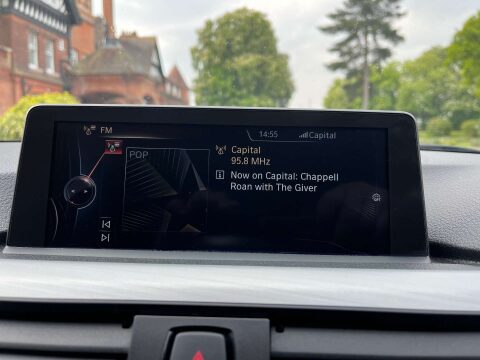 FM
14:55
Capital
POP
Capital
95.8 MHz
Now on Capital: Chappell
Roan with The Giver